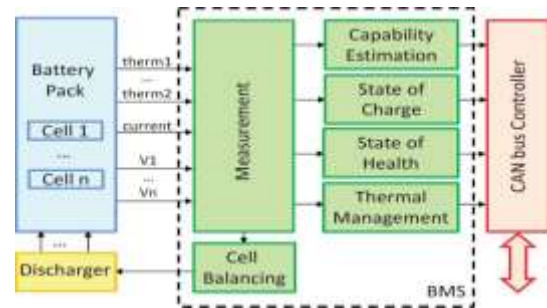 Battery
Pack
Cell 1
...
Cell n
therm1
...
therm2
current
V1
...
Vn
Measurement
Capability
Estimation
State of
Charge
State of
Health
Thermal
Management
CAN bus Controller
...
Discharger
Cell
Balancing
BMS